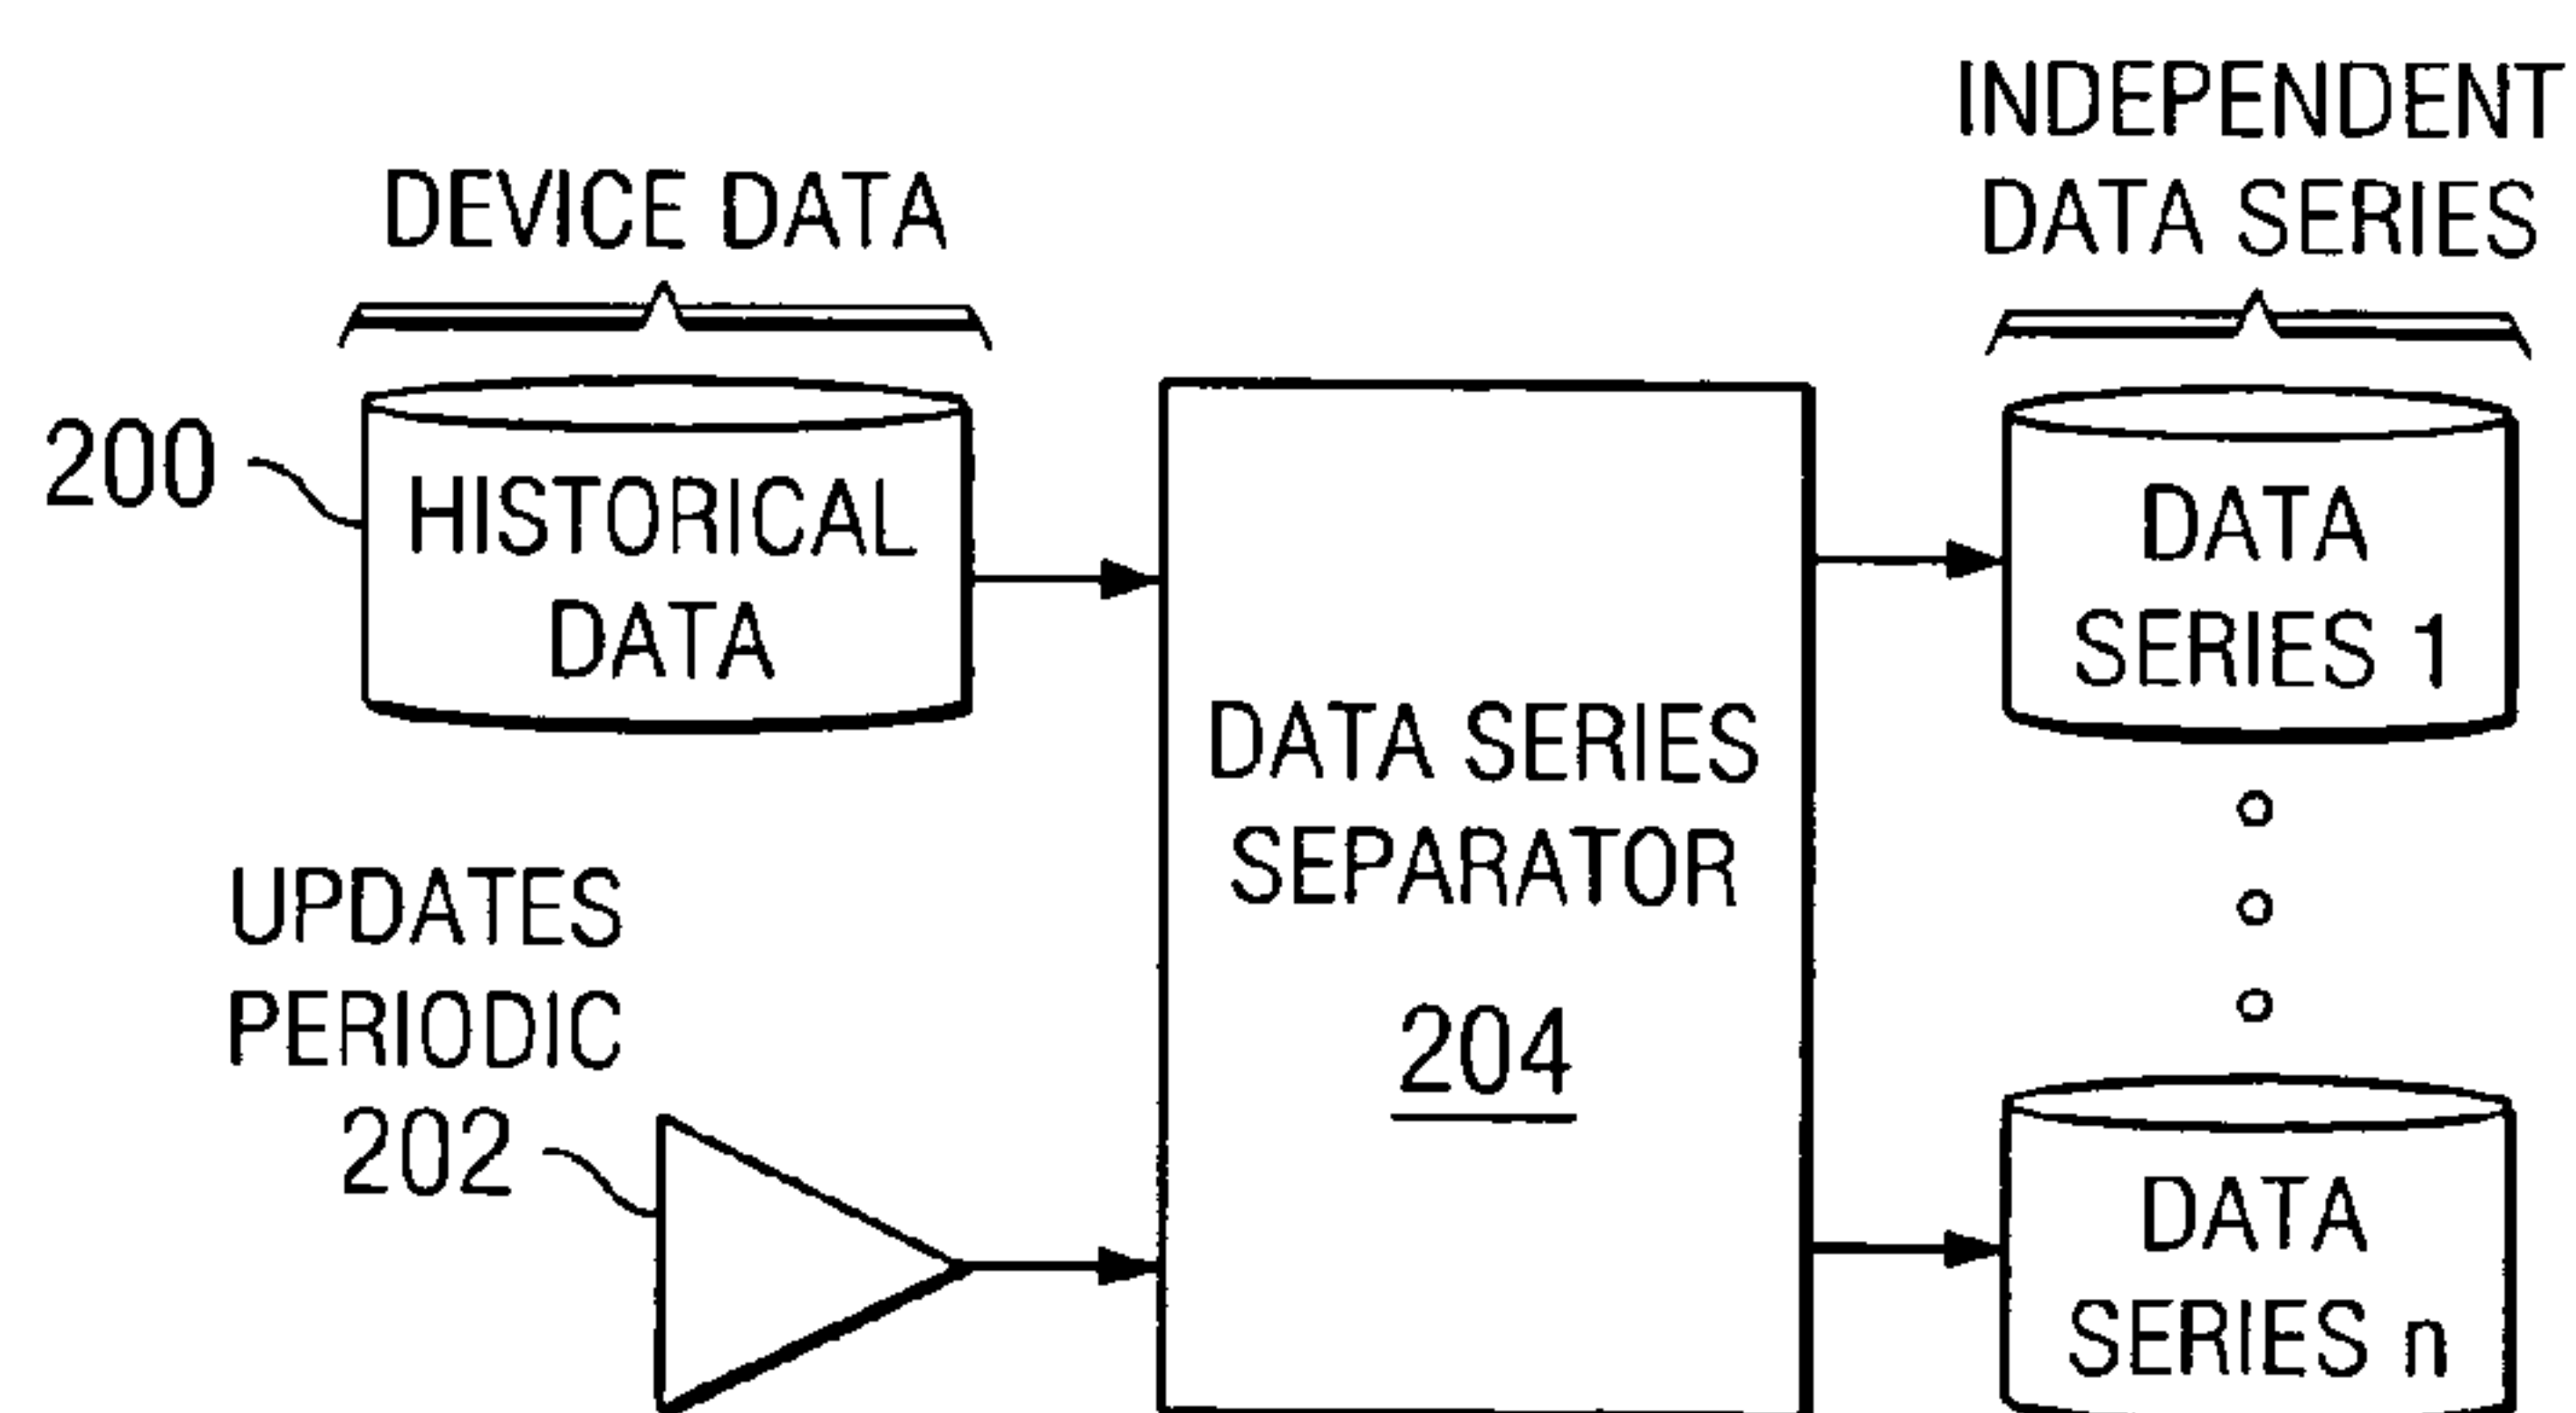 DEVICE DATA
200
HISTORICAL
DATA
UPDATES
PERIODIC
202
DATA SERIES
SEPARATOR
204
INDEPENDENT
DATA SERIES
DATA
SERIES 1
DATA
SERIES n